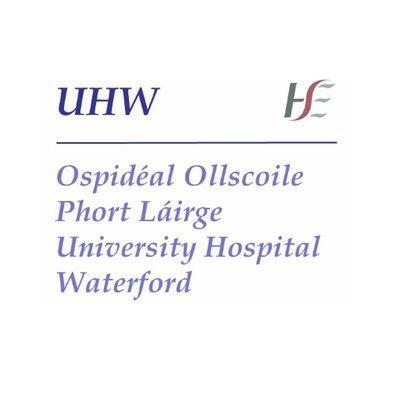 UHW
HSE
Ospidéal Ollscoile
Phort Láirge
University Hospital
Waterford